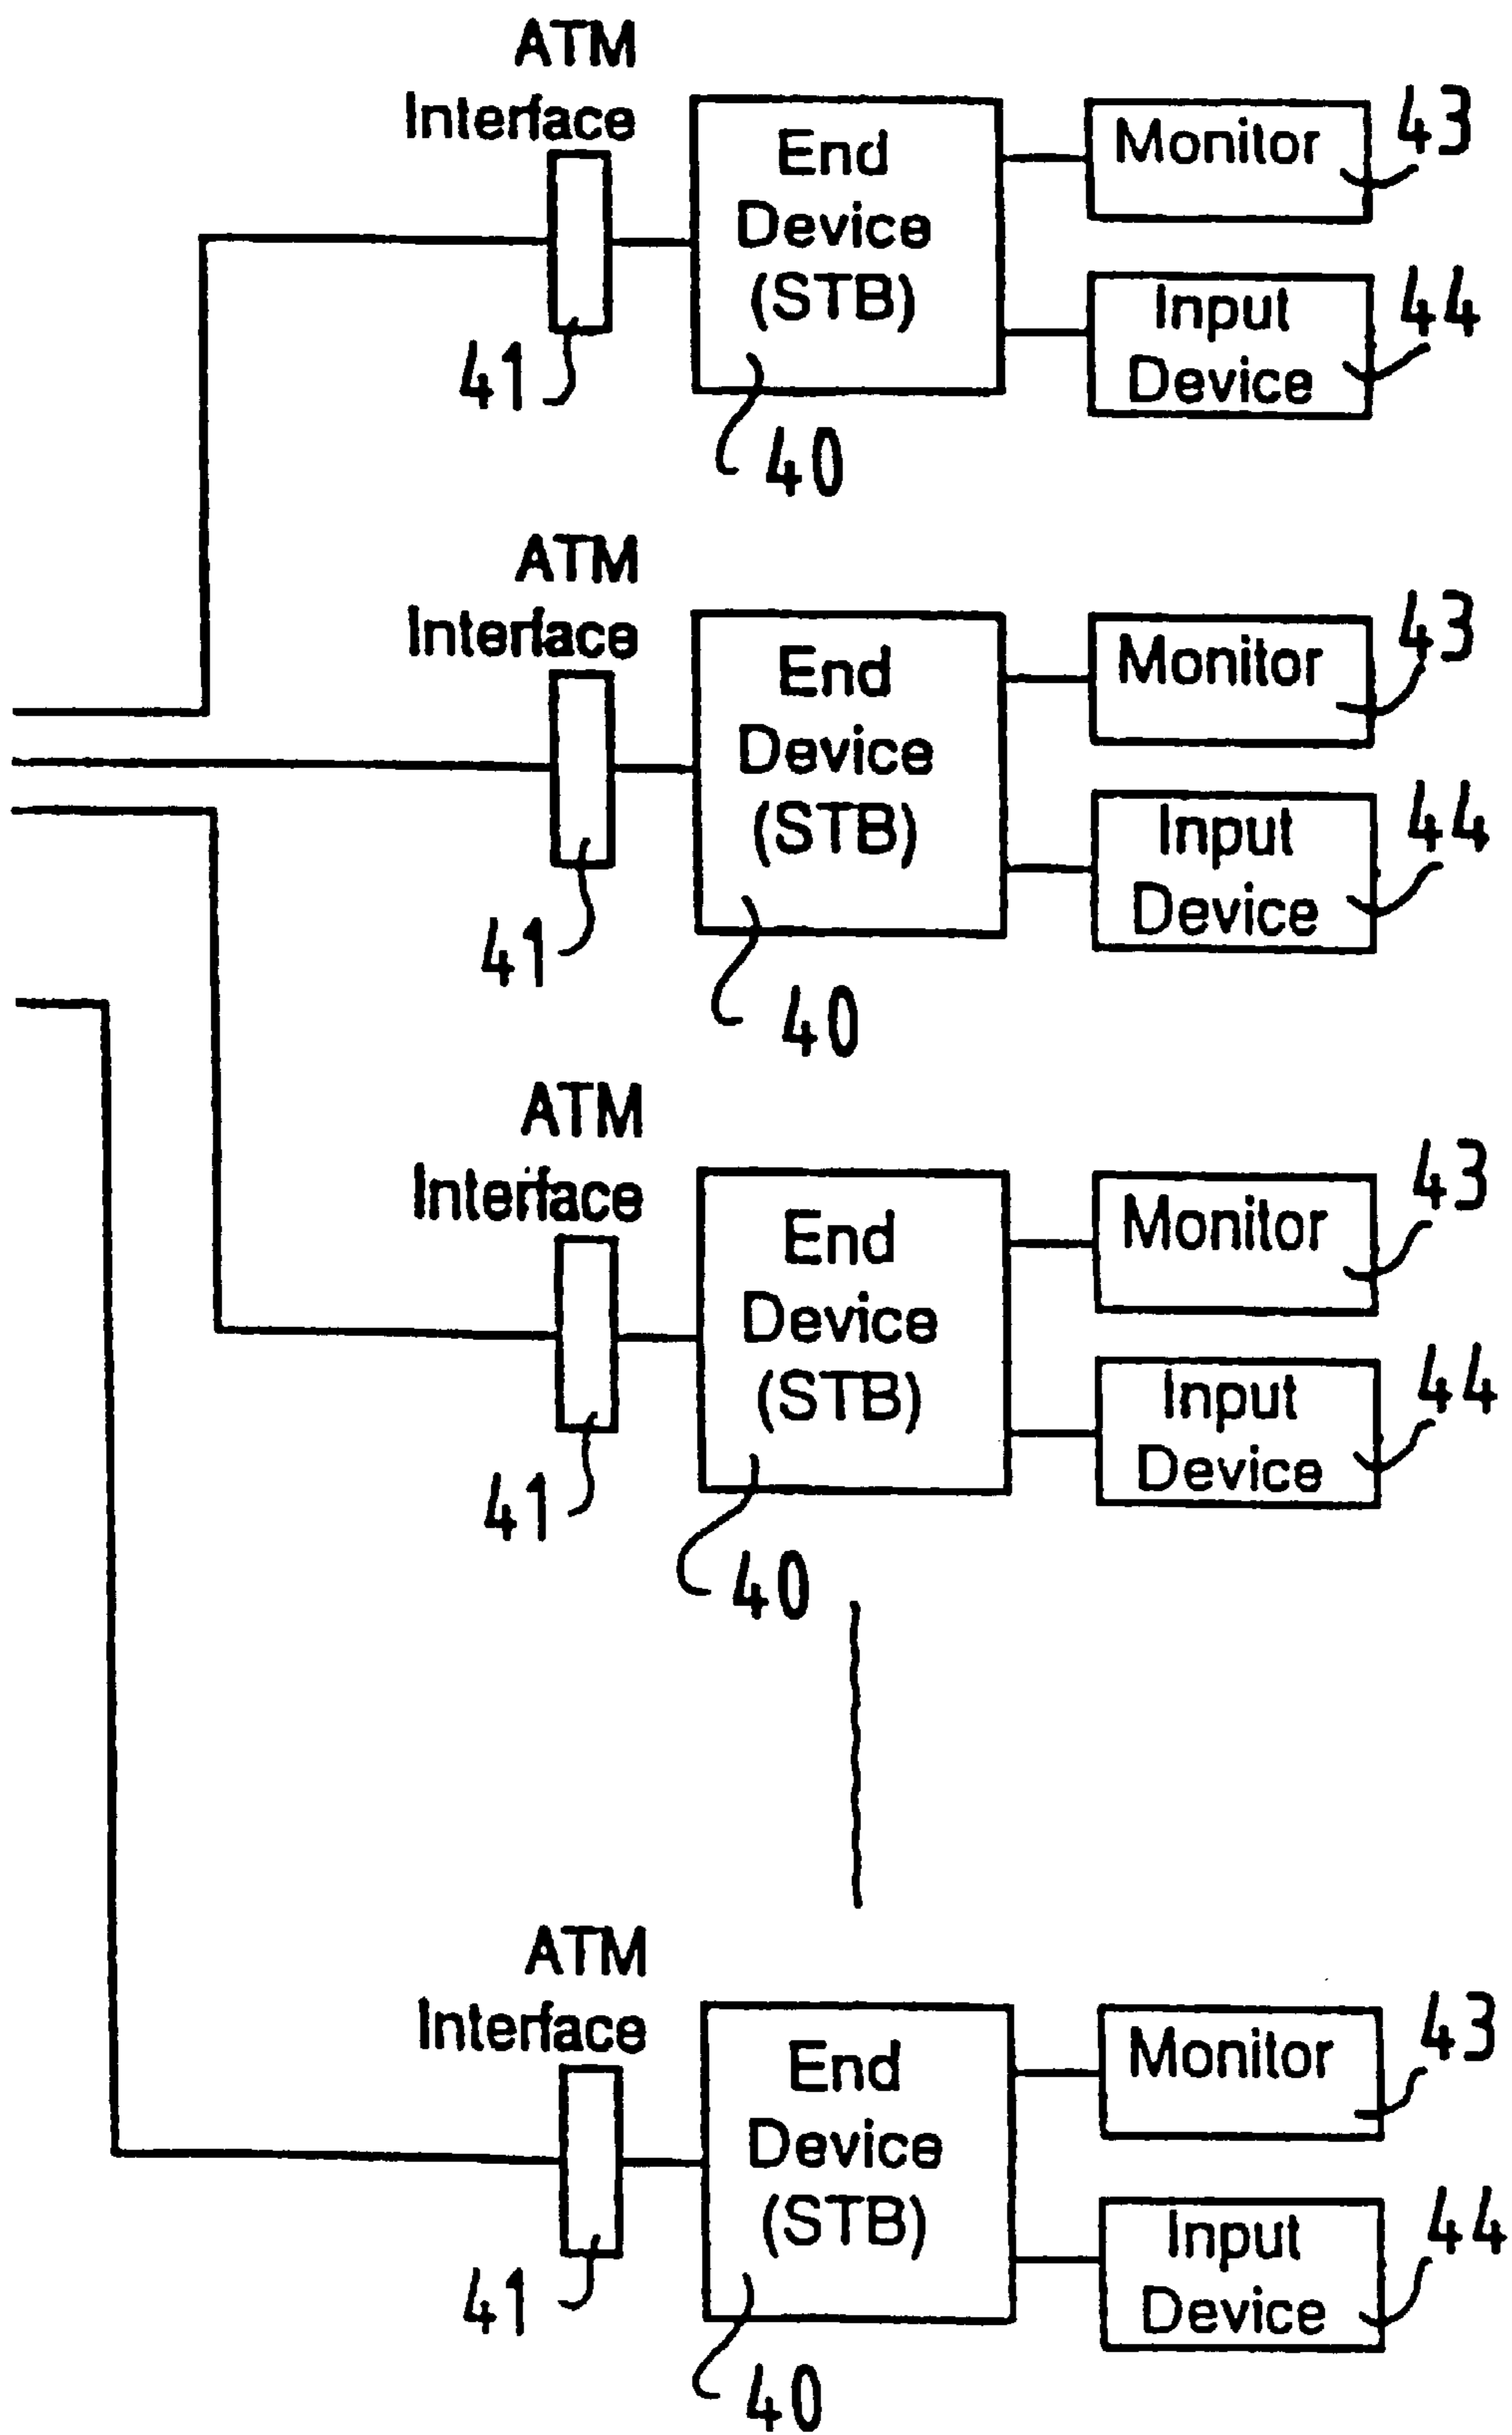 ATM
Interface
End
Device
(STB)
Monitor
43
Input
Device
44
41
40
ATM
Interface
End
Device
(STB)
Monitor
43
Input
Device
44
41
40
ATM
Interface
End
Device
(STB)
Monitor
43
Input
Device
44
41
40
ATM
Interface
End
Device
(STB)
Monitor
43
Input
Device
44
41
40